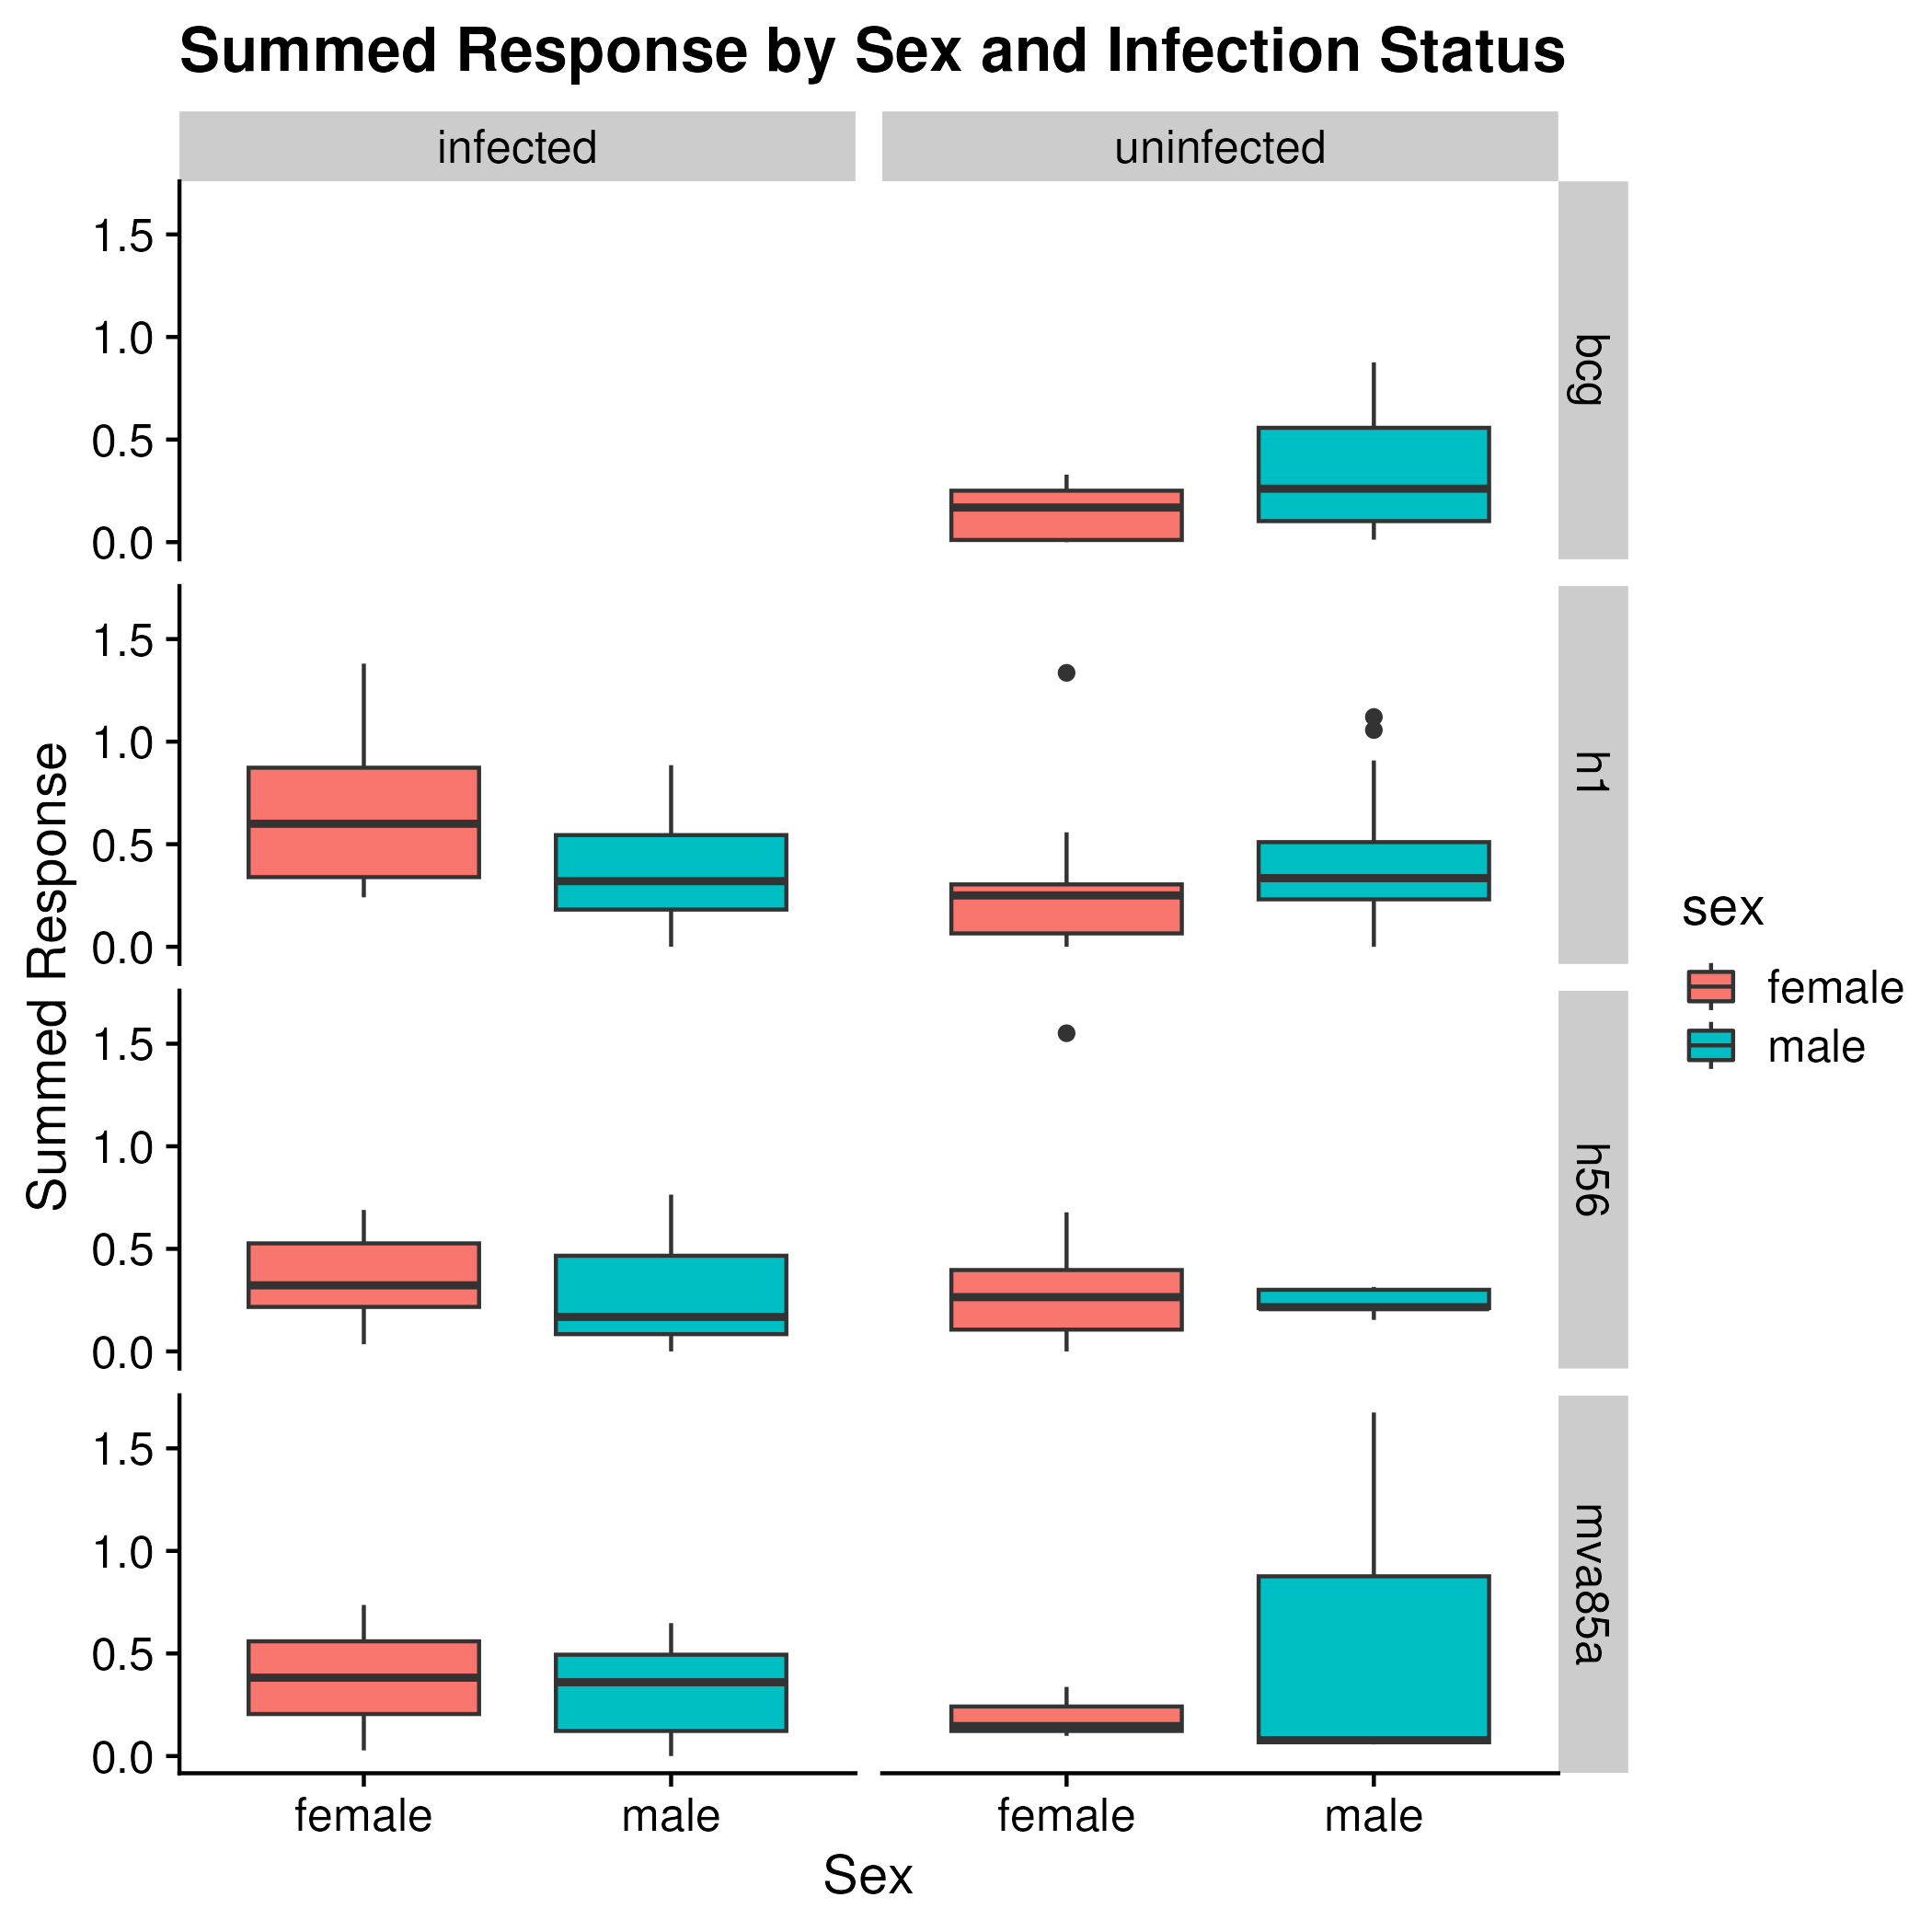 Summed Response by Sex and Infection Status
infected
uninfected
1.5
1.0
0.5
0.0
bcg
1.5
1.0
0.5
0.0
h1
1.5
1.0
0.5
0.0
h56
1.5
1.0
0.5
0.0
mva85a
Summed Response
female
male
female
male
Sex
sex
female
male